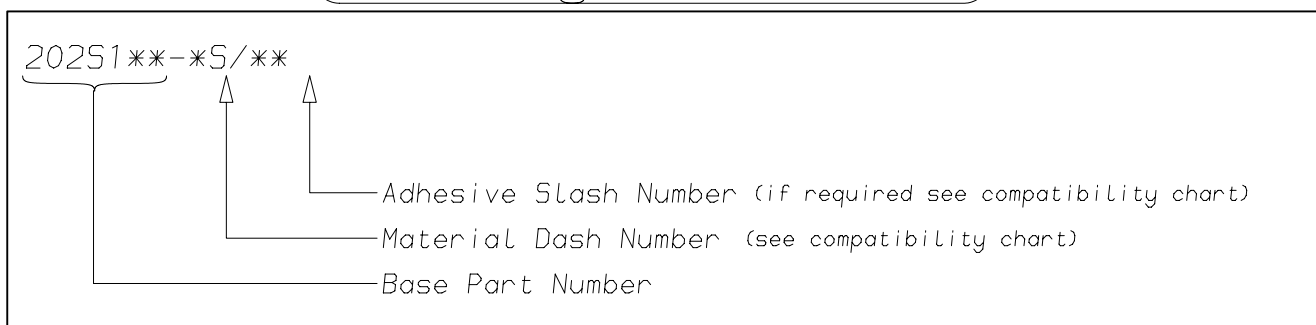 202S1**-*S/**
Adhesive Slash Number (if required see compatibility chart)
Material Dash Number (see compatibility chart)
Base Part Number